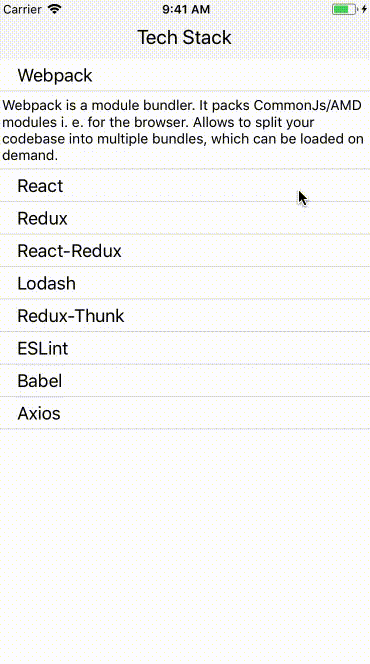 Carrier 9:41 AM
Tech Stack
Webpack
Webpack is a module bundler. It packs CommonJs/AMD
modules i. e. for the browser. Allows to split your
codebase into multiple bundles, which can be loaded on
demand.
React
Redux
React-Redux
Lodash
Redux-Thunk
ESLint
Babel
Axios